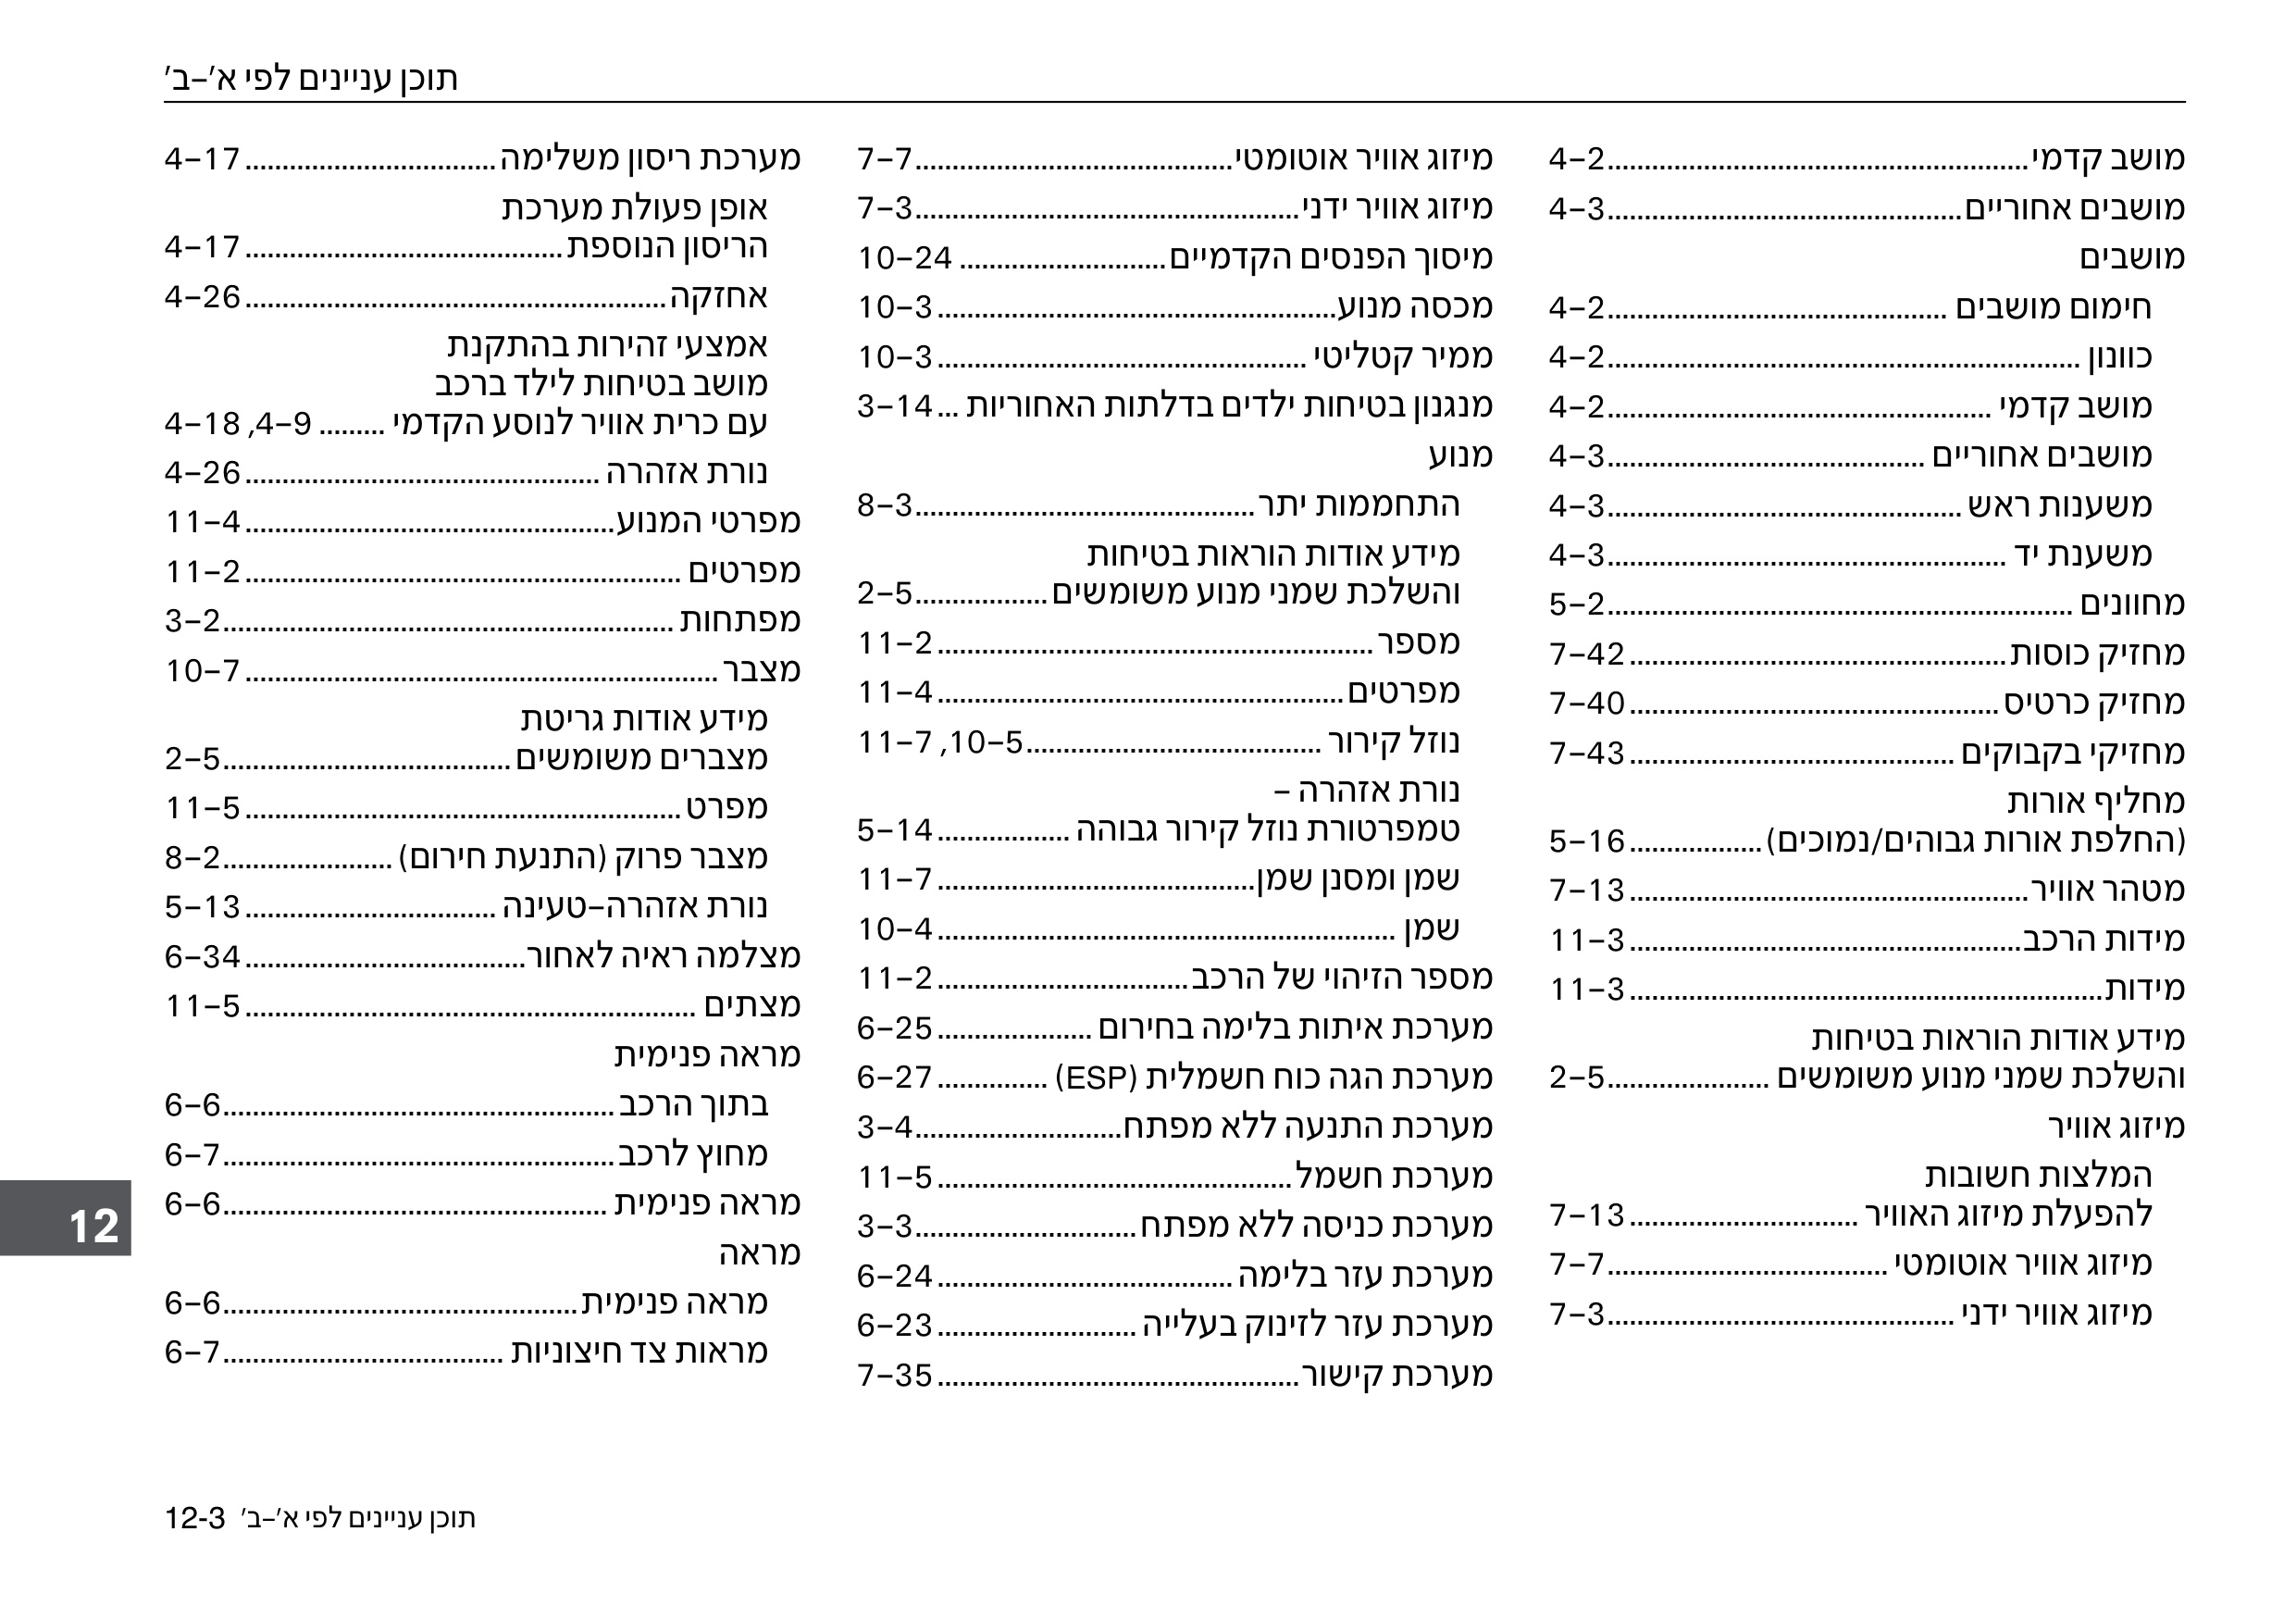 תוכן עניינים לפי א'–ב'
מושב קדמי.........................................................4–2
מושבים אחוריים................................................4–3
מושבים
חימום מושבים ..............................................4–2
כוונון ................................................................4–2
מושב קדמי ....................................................4–2
מושבים אחוריים ...........................................4–3
משענות ראש ................................................4–3
משענת יד ......................................................4–3
מחוונים ...............................................................5–2
מחזיק כוסות...................................................7–42
מחזיק כרטיס ..................................................7–40
מחזיקי בקבוקים ............................................7–43
מחליף אורות
(החלפת אורות גבוהים/נמוכים)..................5–16
מטהר אוויר......................................................7–13
מידות הרכב.....................................................11–3
מידות................................................................11–3
מידע אודות הוראות בטיחות
והשלכת שמני מנוע משומשים ......................2–5
מיזוג אוויר
המלצות חשובות
להפעלת מיזוג האוויר ...............................7–13
מיזוג אוויר אוטומטי ......................................7–7
מיזוג אוויר ידני ...............................................7–3
מיזוג אוויר אוטומטי...........................................7–7
מיזוג אוויר ידני....................................................7–3
מיסוך הפנסים הקדמיים............................10–24
מכסה מנוע......................................................10–3
ממיר קטליטי ..................................................10–3
מנגנון בטיחות ילדים בדלתות האחוריות ...3–14
מנוע
התחממות יתר..............................................8–3
מידע אודות הוראות בטיחות
והשלכת שמני מנוע משומשים..................2–5
מספר...........................................................11–2
מפרטים.......................................................11–4
נוזל קירור ........................................10–5, 11–7
נורת אזהרה –
טמפרטורת נוזל קירור גבוהה ..................5–14
שמן ומסנן שמן...........................................11–7
שמן ..............................................................10–4
מספר הזיהוי של הרכב..................................11–2
מערכת איתות בלימה בחירום .....................6–25
מערכת הגה כוח חשמלית (ESP) ...............6–27
מערכת התנעה ללא מפתח............................3–4
מערכת חשמל................................................11–5
מערכת כניסה ללא מפתח..............................3–3
מערכת עזר בלימה ........................................6–24
מערכת עזר לזינוק בעלייה ...........................6–23
מערכת קישור.................................................7–35
מערכת ריסון משלימה..................................4–17
אופן פעולת מערכת
הריסון הנוספת ...........................................4–17
אחזקה.........................................................4–26
אמצעי זהירות בהתקנת
מושב בטיחות לילד ברכב
עם כרית אוויר לנוסע הקדמי .........4–9, 4–18
נורת אזהרה ................................................4–26
מפרטי המנוע..................................................11–4
מפרטים ...........................................................11–2
מפתחות .............................................................3–2
מצבר ................................................................10–7
מידע אודות גריטת
מצברים משומשים.......................................2–5
מפרט ...........................................................11–5
מצבר פרוק (התנעת חירום) .......................8–2
נורת אזהרה–טעינה ..................................5–13
מצלמה ראיה לאחור......................................6–34
מצתים .............................................................11–5
מראה פנימית
בתוך הרכב .....................................................6–6
מחוץ לרכב.....................................................6–7
מראה פנימית ....................................................6–6
מראה
מראה פנימית................................................6–6
מראות צד חיצוניות ......................................6–7
12
תוכן עניינים לפי א'–ב' 12-3